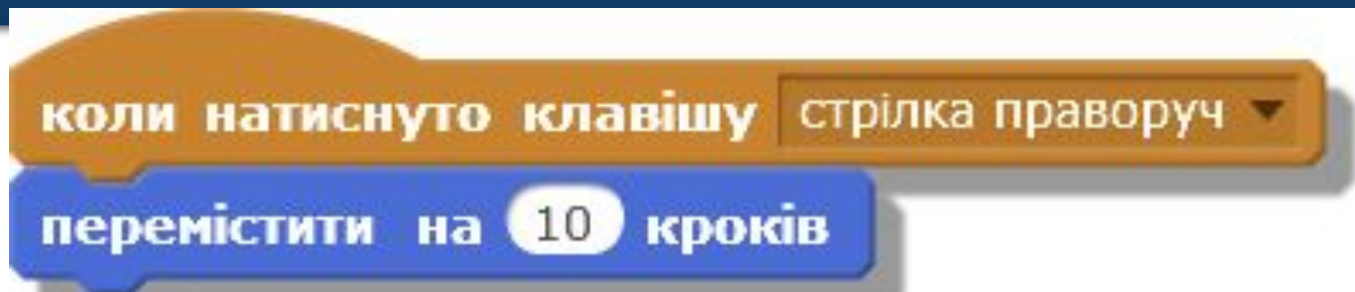 коли натиснуто клавішу стрілка праворуч
перемістити на 10 кроків